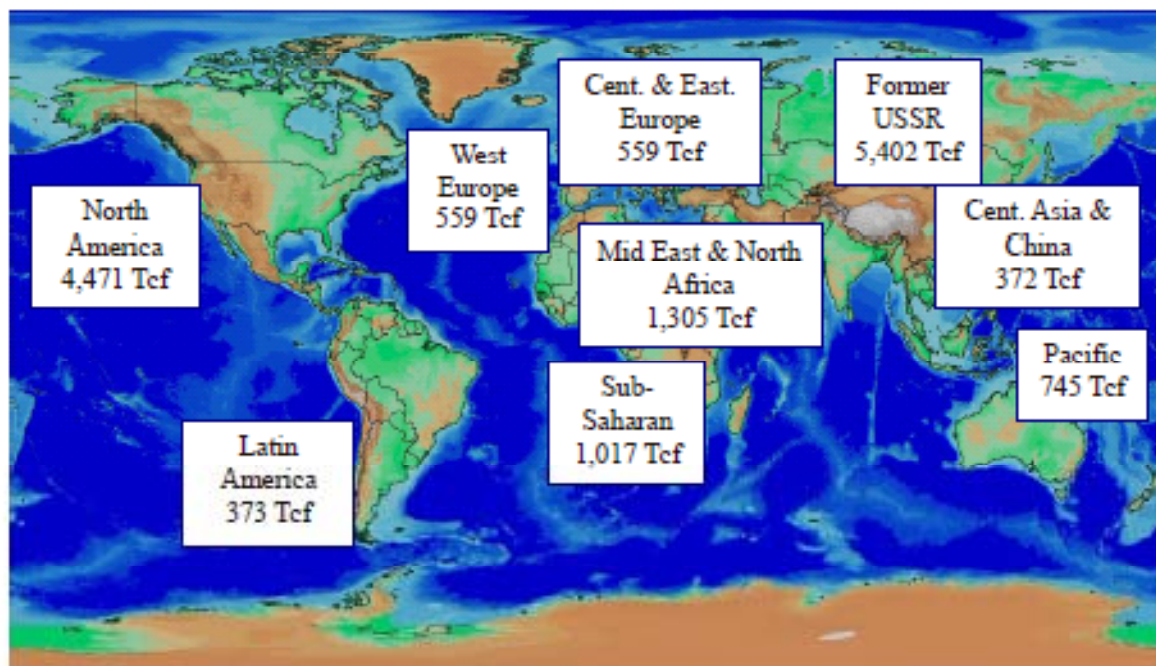 Cent. & East.
Europe
559 Tcf
Former
USSR
5,402 Tcf
West
Europe
559 Tcf
North
America
4,471 Tcf
Cent. Asia &
China
372 Tcf
Mid East & North
Africa
1,305 Tcf
Pacific
745 Tcf
Sub-
Saharan
1,017 Tcf
Latin
America
373 Tcf